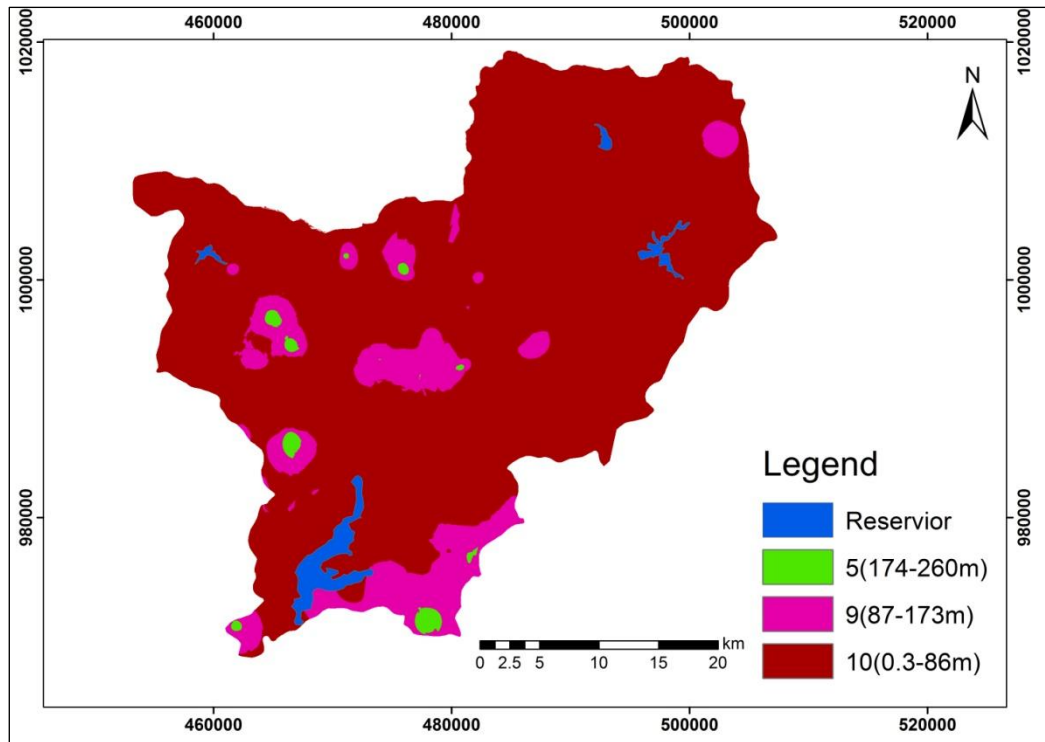 460000 480000 500000 520000
1020000 1020000
N
1000000 1000000
Legend
Reservior
980000 980000
5(174-260m)
9(87-173m)
km
0 2.5 5 10 15 20
10(0.3-86m)
460000 480000 500000 520000